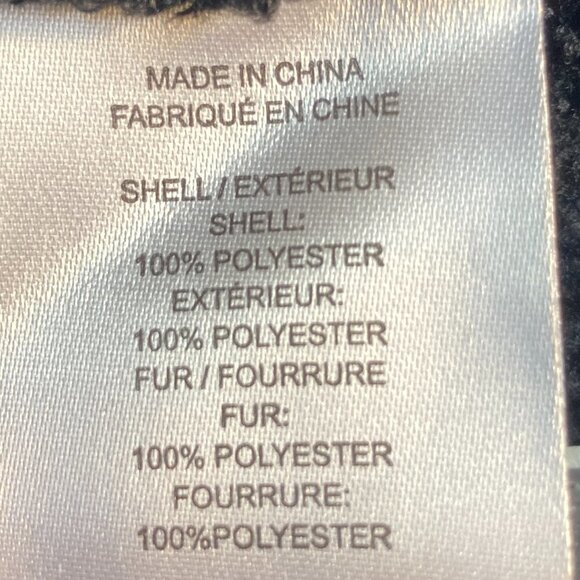 MADE IN CHINA
FABRIQUÉ EN CHINE
SHELL / EXTÉRIEUR
SHELL:
100% POLYESTER
EXTÉRIEUR:
100% POLYESTER
FUR / FOURRURE
FUR:
100% POLYESTER
FOURRURE:
100%POLYESTER